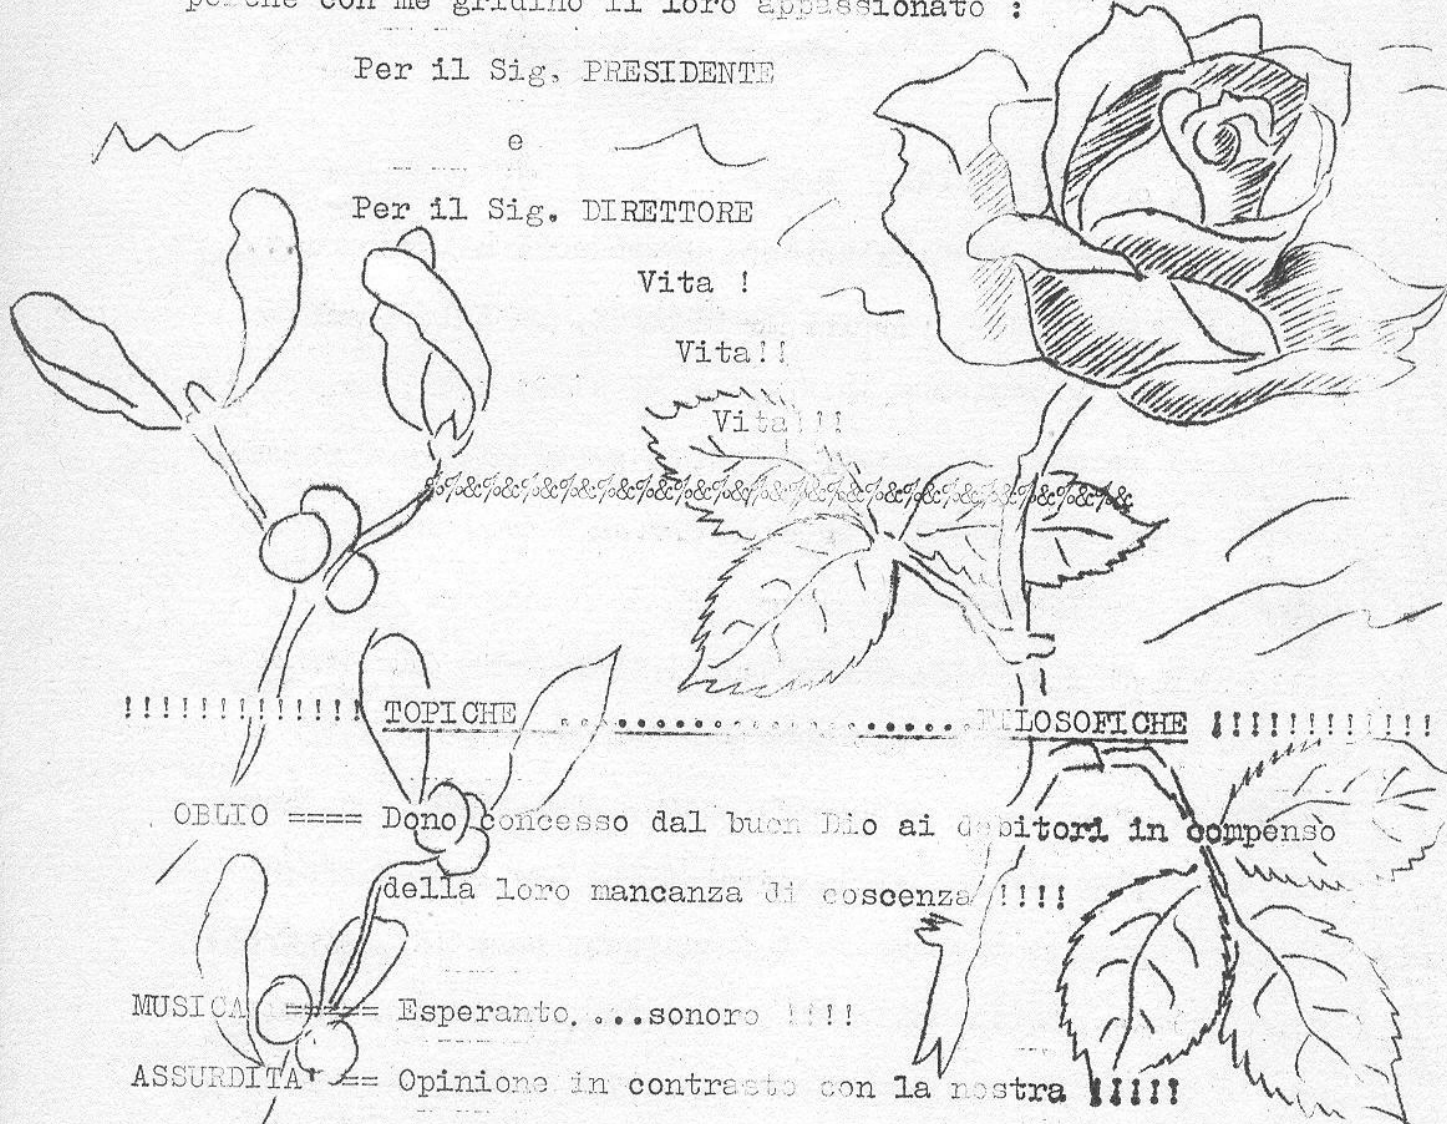 perchè con me gridino il loro appassionato :
Per il Sig. PRESIDENTE
e
Per il Sig. DIRETTORE
Vita !
Vita!!
Vita!!!
%%&%&%&%&%&%&%&%&%&%&%&%&%&%&%&%&%&%&%&
!!!!!!!!!!!!! TOPICHE ...................... FILOSOFICHE !!!!!!!!!!!!
OBLIO ==== Dono concesso dal buon Dio ai debitori in compenso
della loro mancanza di coscenza !!!!
MUSICA ===== Esperanto....sonoro !!!!
ASSURDITA' == Opinione in contrasto con la nostra !!!!!